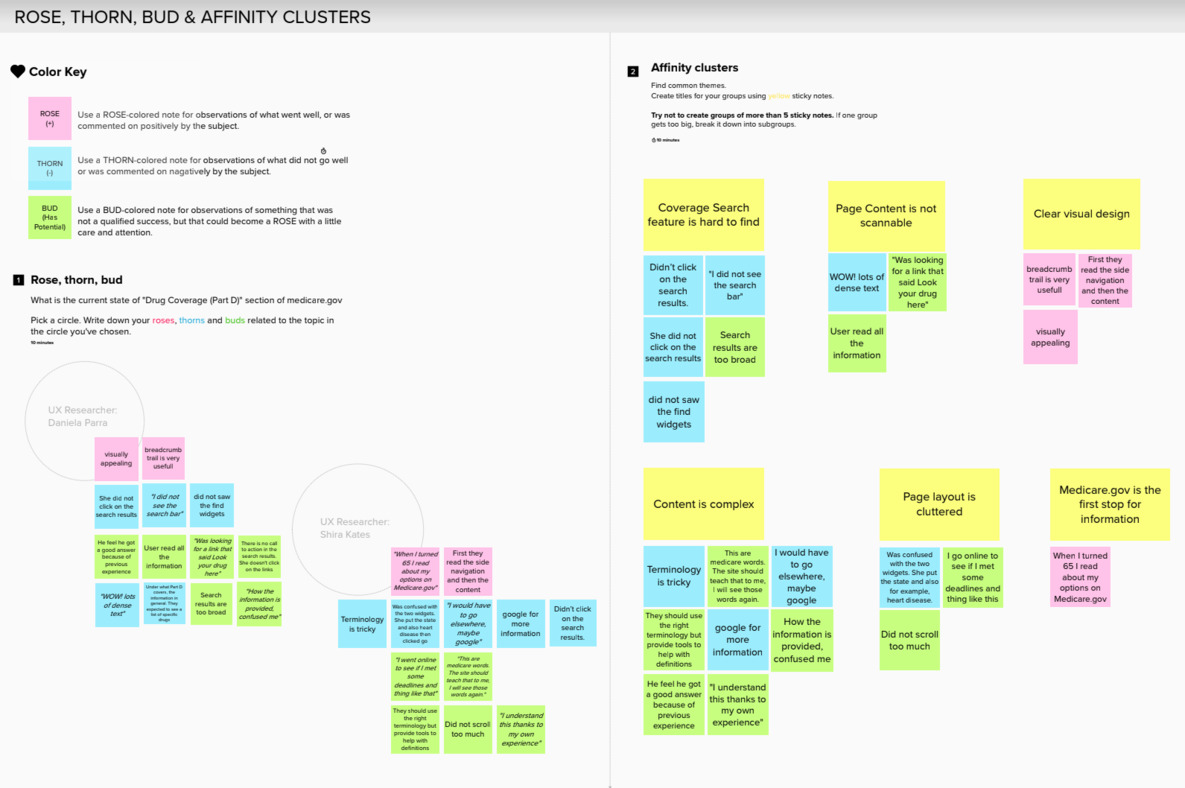 ROSE, THORN, BUD & AFFINITY CLUSTERS
Color Key
ROSE
(+)
Use a ROSE-colored note for observations of what went well, or was
commented on positively by the subject.
THORN
(-)
Use a THORN-colored note for observations of what did not go well
or was commented on nagatively by the subject.
BUD
(Has
Potential)
Use a BUD-colored note for observations of something that was
not a qualified success, but that could become a ROSE with a little
care and attention.
1
Rose, thorn, bud
What is the current state of "Drug Coverage (Part D)" section of medicare.gov
Pick a circle. Write down your roses, thorns and buds related to the topic in
the circle you've chosen.
10 minutes
UX Researcher:
Daniela Parra
visually
appealing
breadcrumb
trail is very
usefull
She did not
click on the
search results
"I did not
see the
search bar"
did not saw
the find
widgets
He feel he got
a good answer
because of
previous
experience
User read all
the
information
"Was looking
for a link that
said Look
your drug
here"
There is no call
to action in the
search results.
She doesn't click
on the links
"WOW! lots
of dense
text"
Under what Part D
covers, the
information is
general. They
expected to see a
list of specific
drugs
Search
results are
too broad
"How the
information is
provided,
confused me"
UX Researcher:
Shira Kates
"When I turned
65 I read
about my
options on
Medicare.gov"
First they
read the side
navigation
and then the
content
Terminology
is tricky
Was confused
with the two
widgets. She
put the state
and also heart
disease then
clicked go
"I would have
to go
elsewhere,
maybe
google"
google for
more
information
Didn't click
on the
search
results.
"I went online
to see if I met
some
deadlines and
thing like that"
"This are
medicare words.
The site should
teach that to me,
I will see those
words again."
They should use
the right
terminology but
provide tools to
help with
definitions
Did not scroll
too much
"I understand
this thanks to
my own
experience"
2
Affinity clusters
Find common themes.
Create titles for your groups using yellow sticky notes.
Try not to create groups of more than 5 sticky notes. If one group
gets too big, break it down into subgroups.
10 minutes
Coverage Search
feature is hard to find
Didn't click
on the
search
results.
"I did not see
the search
bar"
She did not
click on the
search results
Search
results are
too broad
did not saw
the find
widgets
Page Content is not
scannable
WOW! lots of
dense text
"Was looking
for a link that
said Look
your drug
here"
User read all
the
information
Clear visual design
breadcrumb
trail is very
usefull
First they
read the side
navigation
and then the
content
visually
appealing
Content is complex
Terminology
is tricky
This are
medicare words.
The site should
teach that to me,
I will see those
words again.
I would have
to go
elsewhere,
maybe
google
They should use
the right
terminology but
provide tools to
help with
definitions
google for
more
information
How the
information is
provided,
confused me
He feel he got
a good answer
because of
previous
experience
"I understand
this thanks to
my own
experience"
Page layout is
cluttered
Was confused
with the two
widgets. She put
the state and also
for example,
heart disease.
I go online to
see if I met
some
deadlines and
thing like this
Did not scroll
too much
Medicare.gov is the
first stop for
information
When I turned
65 I read
about my
options on
Medicare.gov